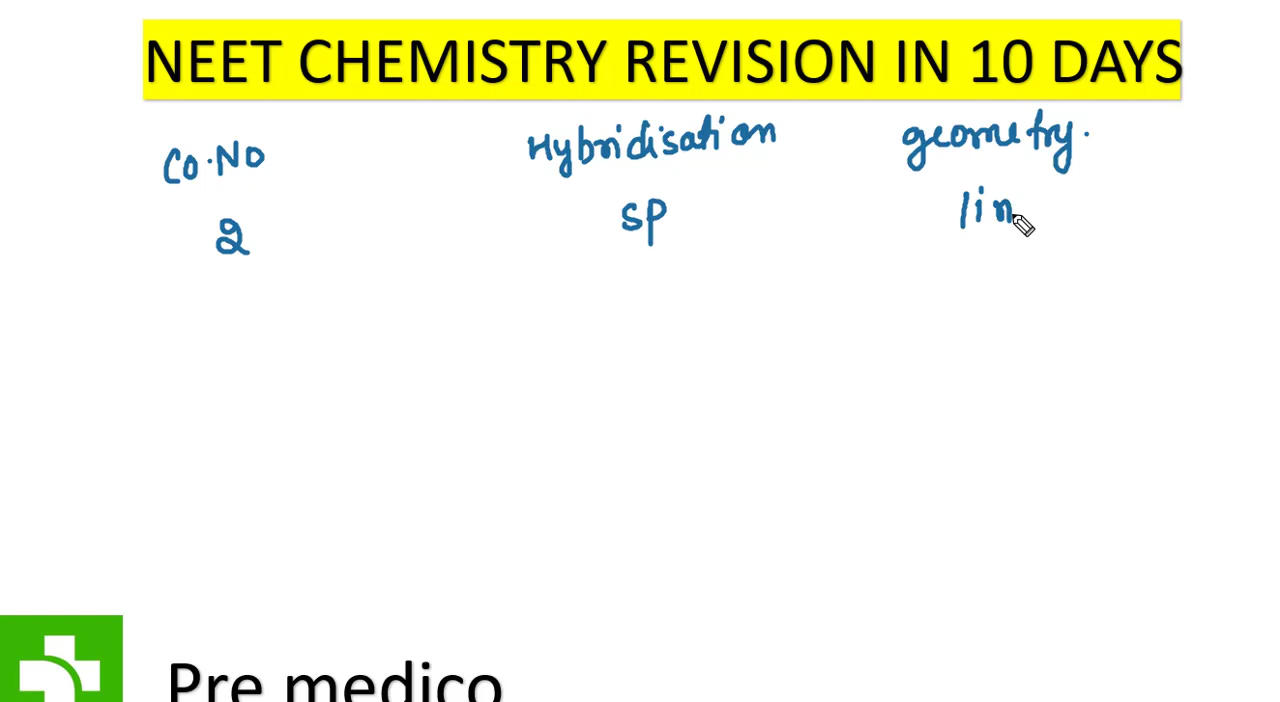 NEET CHEMISTRY REVISION IN 10 DAYS
Co.No Hybridisation geometry.
2 sp lin
Pre medico